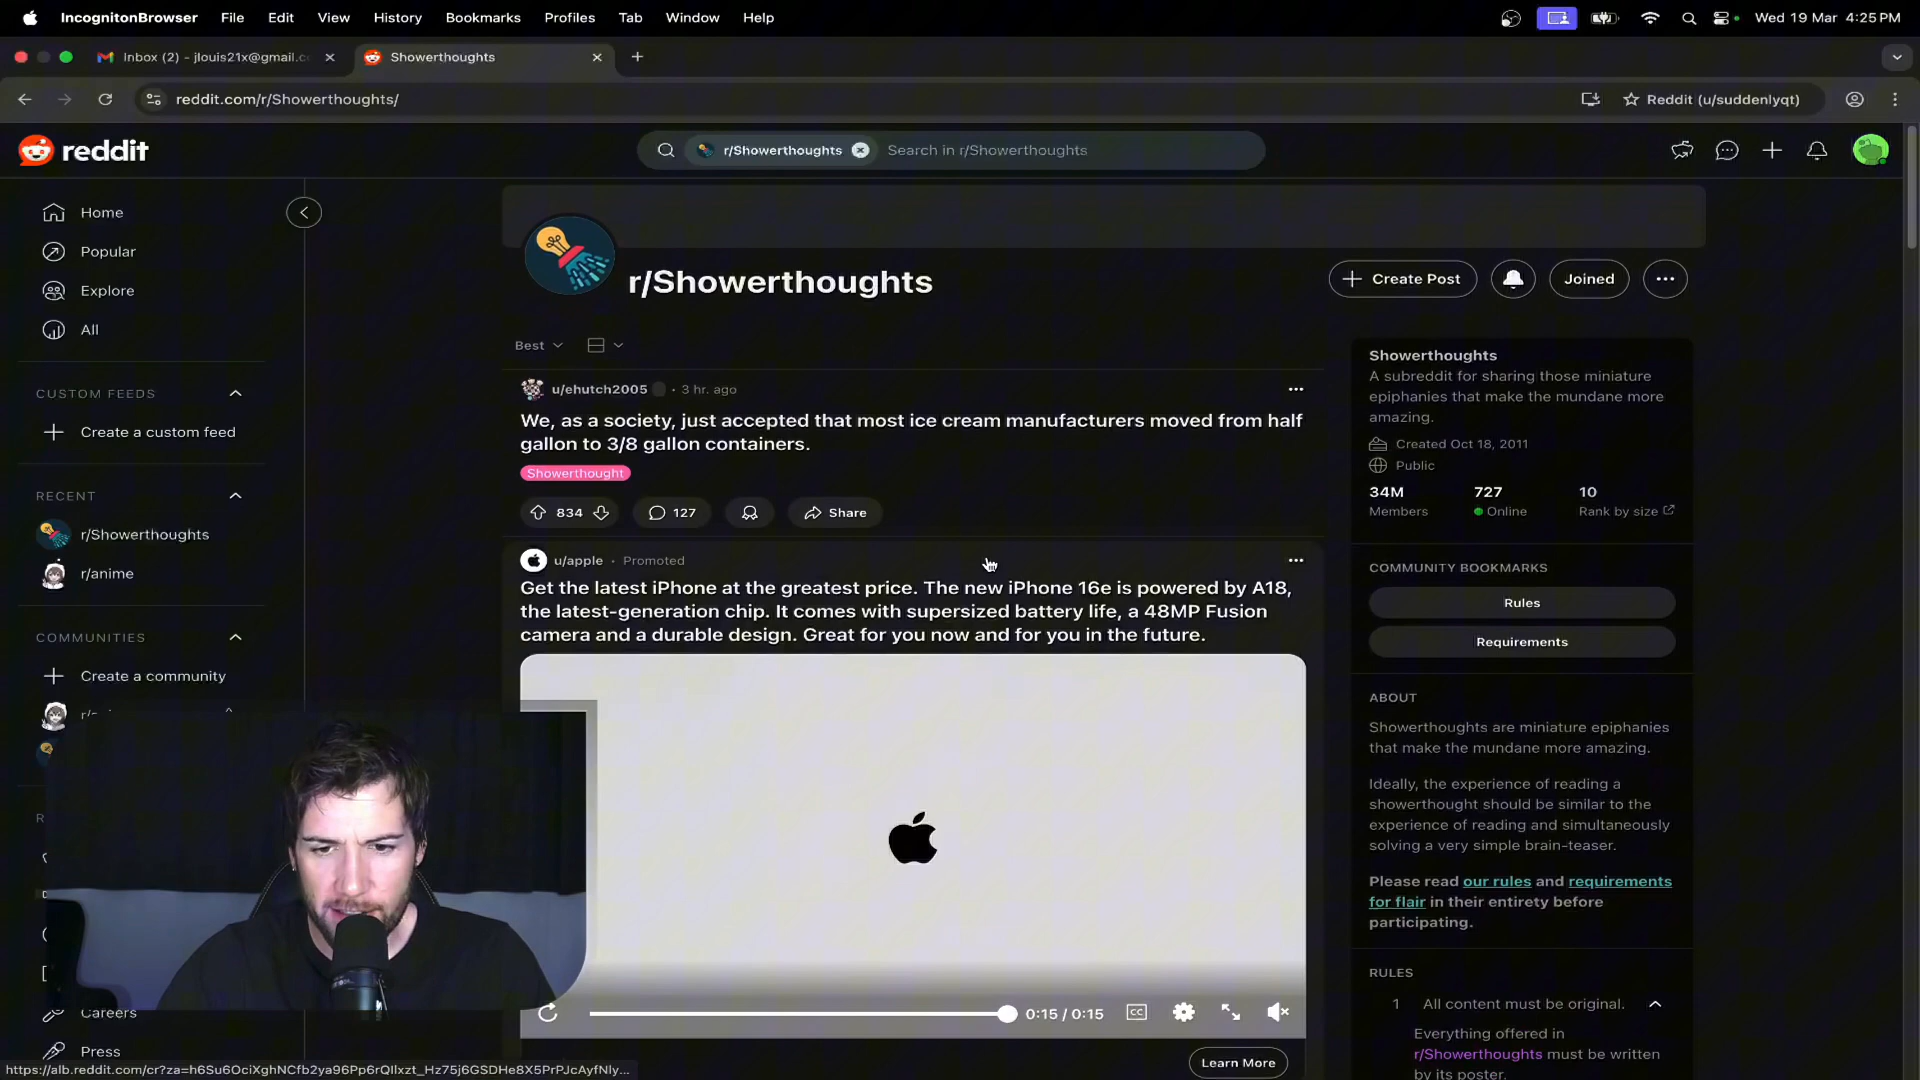 IncognitonBrowser File Edit View History Bookmarks Profiles Tab Window Help Wed 19 Mar 4:25 PM
Inbox (2) - jlouis21x@gmail.c
Showerthoughts
reddit.com/r/Showerthoughts/
Reddit (u/suddenlyqt)
reddit
r/Showerthoughts
Search in r/Showerthoughts
Home
Popular
Explore
All
CUSTOM FEEDS
Create a custom feed
RECENT
r/Showerthoughts
r/anime
COMMUNITIES
Create a community
Careers
Press
r/Showerthoughts
Create Post
Joined
Best
u/ehutch2005 • 3 hr. ago
We, as a society, just accepted that most ice cream manufacturers moved from half
gallon to 3/8 gallon containers.
Showerthought
834
127
Share
u/apple • Promoted
Get the latest iPhone at the greatest price. The new iPhone 16e is powered by A18,
the latest-generation chip. It comes with supersized battery life, a 48MP Fusion
camera and a durable design. Great for you now and for you in the future.
0:15 / 0:15
CC
Learn More
Showerthoughts
A subreddit for sharing those miniature
epiphanies that make the mundane more
amazing.
Created Oct 18, 2011
Public
34M 727 10
Members Online Rank by size
COMMUNITY BOOKMARKS
Rules
Requirements
ABOUT
Showerthoughts are miniature epiphanies
that make the mundane more amazing.
Ideally, the experience of reading a
showerthought should be similar to the
experience of reading and simultaneously
solving a very simple brain-teaser.
Please read our rules and requirements
for flair in their entirety before
participating.
RULES
1 All content must be original.
Everything offered in
r/Showerthoughts must be written
by its poster.